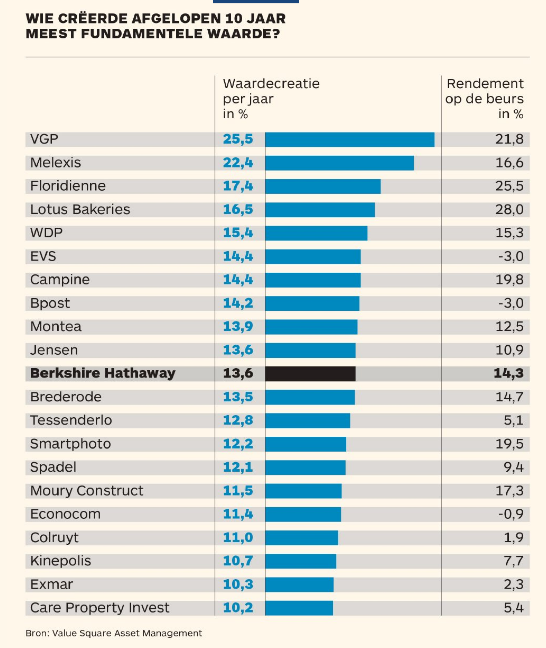 WIE CRËERDE AFGELOPEN 10 JAAR
MEEST FUNDAMENTELE WAARDE?
Waardecreatie
per jaar
in %
Rendement
op de beurs
in %
VGP 25,5 21,8
Melexis 22,4 16,6
Floridienne 17,4 25,5
Lotus Bakeries 16,5 28,0
WDP 15,4 15,3
EVS 14,4 -3,0
Campine 14,4 19,8
Bpost 14,2 -3,0
Montea 13,9 12,5
Jensen 13,6 10,9
Berkshire Hathaway 13,6 14,3
Brederode 13,5 14,7
Tessenderlo 12,8 5,1
Smartphoto 12,2 19,5
Spadel 12,1 9,4
Moury Construct 11,5 17,3
Econocom 11,4 -0,9
Colruyt 11,0 1,9
Kinepolis 10,7 7,7
Exmar 10,3 2,3
Care Property Invest 10,2 5,4
Bron: Value Square Asset Management